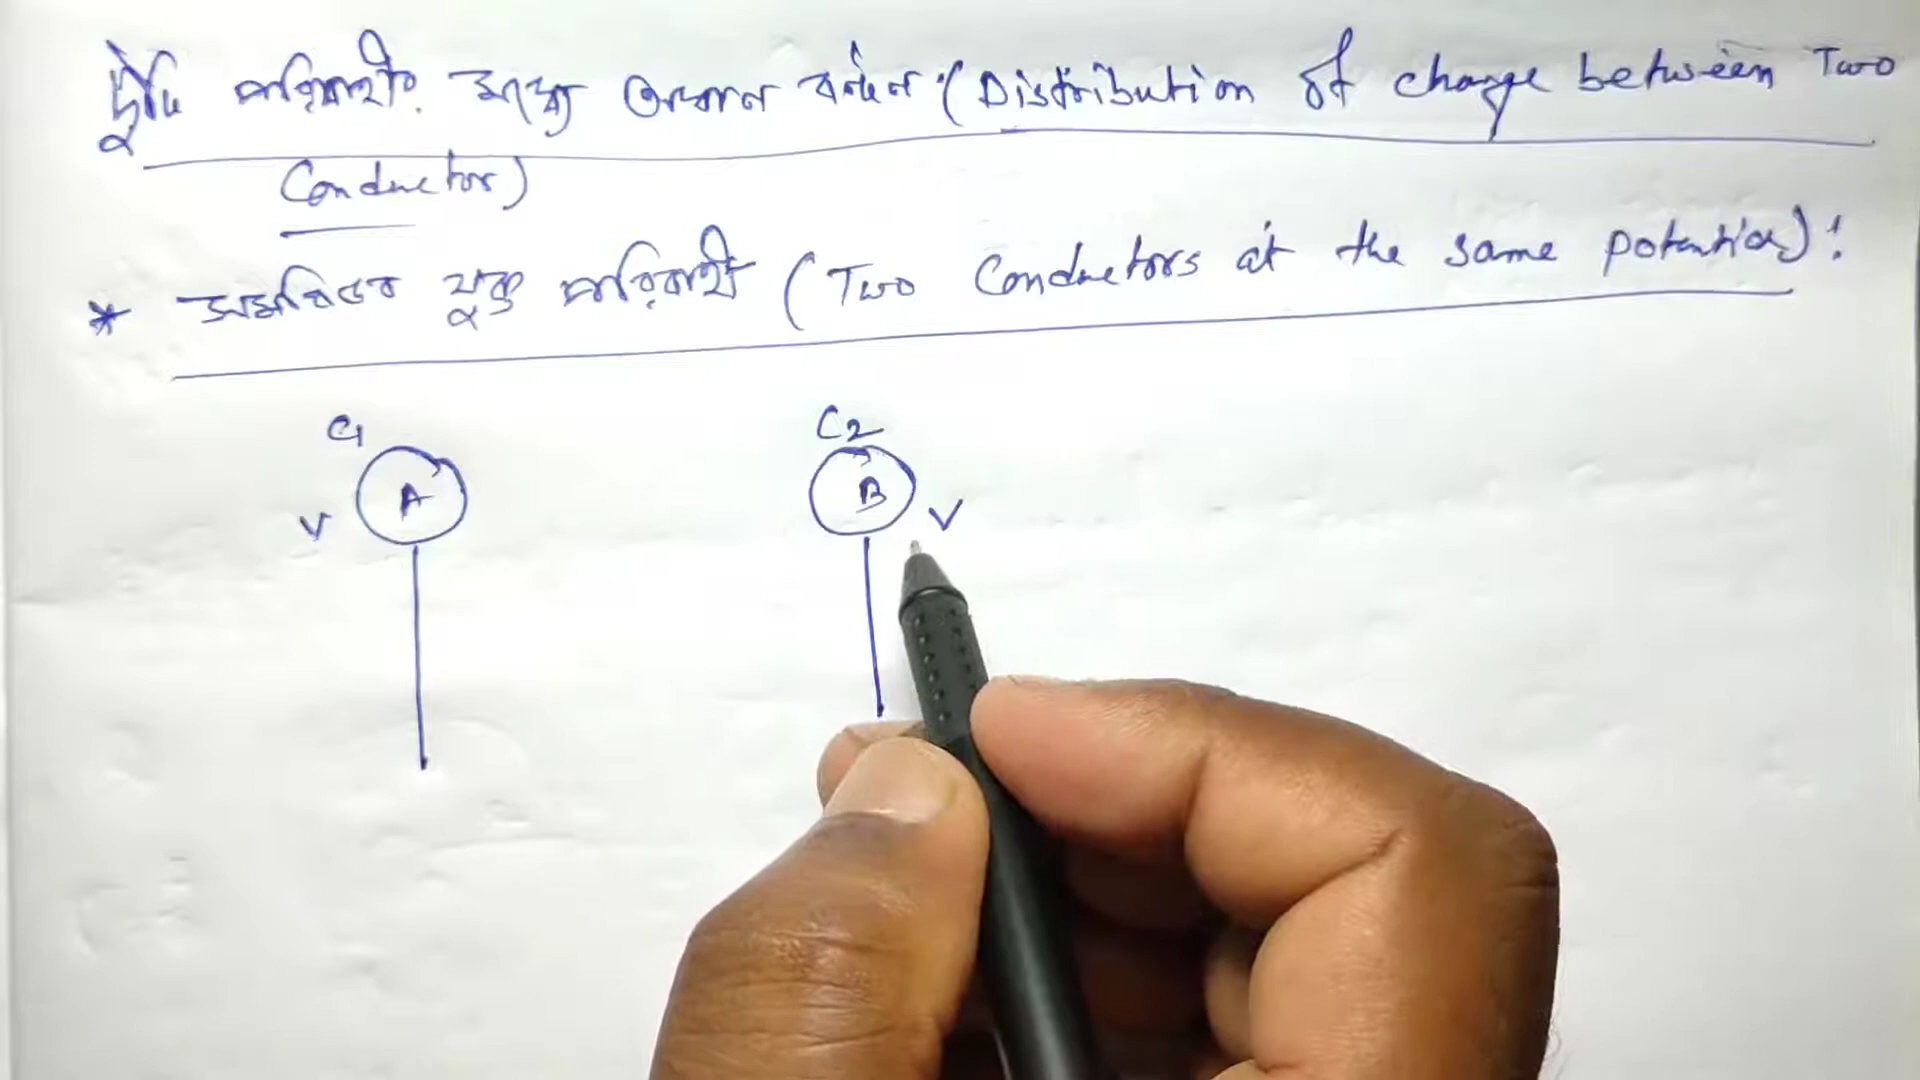 দুটি পরিবাহীর মধ্যে আধান বন্টন (Distribution of charge between Two
Conductor)
* সমবিভব যুক্ত পরিবাহী (Two Conductors at the same potential) :
C1 C2
A B
V V